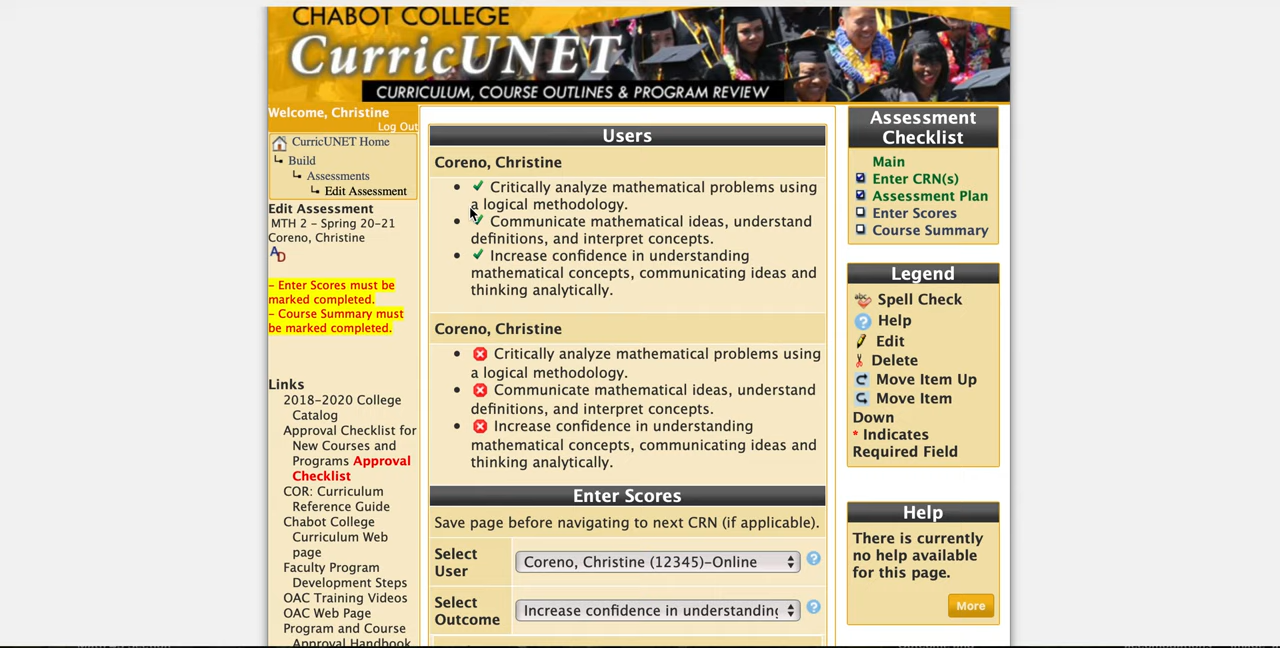 CHABOT COLLEGE
CurricUNET
CURRICULUM, COURSE OUTLINES & PROGRAM REVIEW
Welcome, Christine
Log Out
CurricUNET Home
Build
Assessments
Edit Assessment
Edit Assessment
MTH 2 - Spring 20-21
Coreno, Christine
- Enter Scores must be
marked completed.
- Course Summary must
be marked completed.
Links
2018-2020 College
Catalog
Approval Checklist for
New Courses and
Programs Approval
Checklist
COR: Curriculum
Reference Guide
Chabot College
Curriculum Web
page
Faculty Program
Development Steps
OAC Training Videos
OAC Web Page
Program and Course
Approval Handbook
Users
Coreno, Christine
Critically analyze mathematical problems using
a logical methodology.
Communicate mathematical ideas, understand
definitions, and interpret concepts.
Increase confidence in understanding
mathematical concepts, communicating ideas and
thinking analytically.
Coreno, Christine
Critically analyze mathematical problems using
a logical methodology.
Communicate mathematical ideas, understand
definitions, and interpret concepts.
Increase confidence in understanding
mathematical concepts, communicating ideas and
thinking analytically.
Enter Scores
Save page before navigating to next CRN (if applicable).
Select
User
Coreno, Christine (12345)-Online
Select
Outcome
Increase confidence in understanding
Assessment
Checklist
Main
Enter CRN(s)
Assessment Plan
Enter Scores
Course Summary
Legend
Spell Check
Help
Edit
Delete
Move Item Up
Move Item
Down
* Indicates
Required Field
Help
There is currently
no help available
for this page.
More